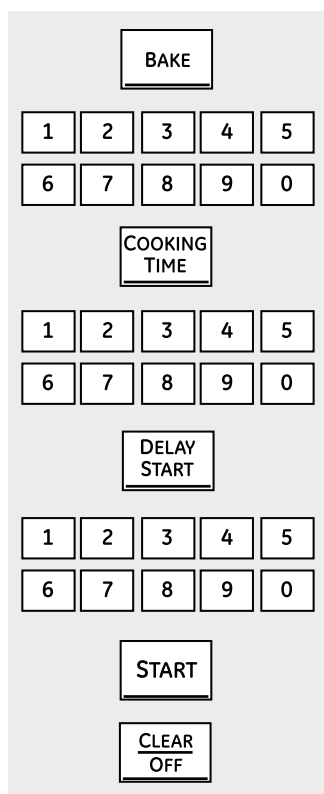 BAKE
1 2 3 4 5
6 7 8 9 0
COOKING
TIME
1 2 3 4 5
6 7 8 9 0
DELAY
START
1 2 3 4 5
6 7 8 9 0
START
CLEAR
OFF